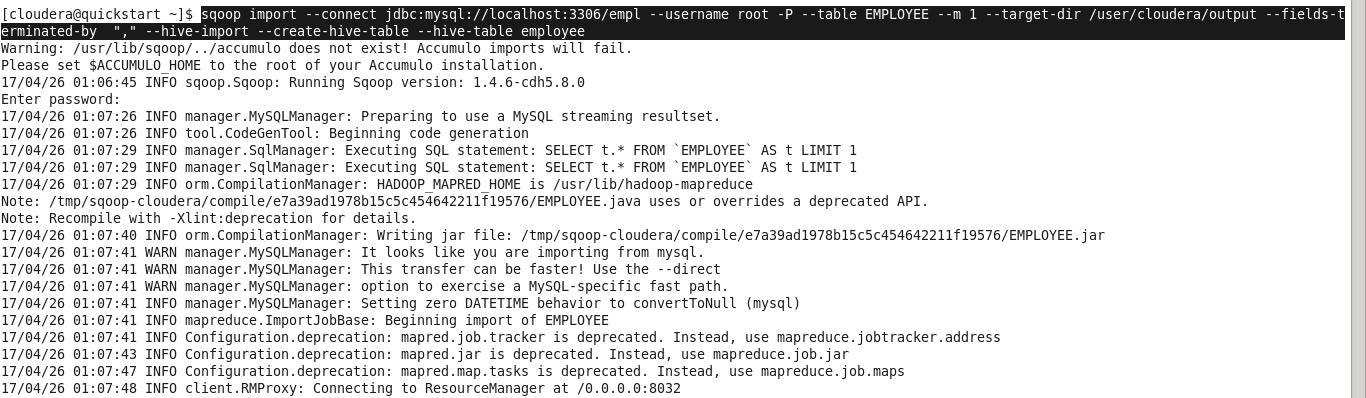 [cloudera@quickstart ~]$ sqoop import --connect jdbc:mysql://localhost:3306/empl --username root -P --table EMPLOYEE --m 1 --target-dir /user/cloudera/output --fields-t
erminated-by  "," --hive-import --create-hive-table --hive-table employee
Warning: /usr/lib/sqoop/../accumulo does not exist! Accumulo imports will fail.
Please set $ACCUMULO_HOME to the root of your Accumulo installation.
17/04/26 01:06:45 INFO sqoop.Sqoop: Running Sqoop version: 1.4.6-cdh5.8.0
Enter password:
17/04/26 01:07:26 INFO manager.MySQLManager: Preparing to use a MySQL streaming resultset.
17/04/26 01:07:26 INFO tool.CodeGenTool: Beginning code generation
17/04/26 01:07:29 INFO manager.SqlManager: Executing SQL statement: SELECT t.* FROM `EMPLOYEE` AS t LIMIT 1
17/04/26 01:07:29 INFO manager.SqlManager: Executing SQL statement: SELECT t.* FROM `EMPLOYEE` AS t LIMIT 1
17/04/26 01:07:29 INFO orm.CompilationManager: HADOOP_MAPRED_HOME is /usr/lib/hadoop-mapreduce
Note: /tmp/sqoop-cloudera/compile/e7a39ad1978b15c5c454642211f19576/EMPLOYEE.java uses or overrides a deprecated API.
Note: Recompile with -Xlint:deprecation for details.
17/04/26 01:07:40 INFO orm.CompilationManager: Writing jar file: /tmp/sqoop-cloudera/compile/e7a39ad1978b15c5c454642211f19576/EMPLOYEE.jar
17/04/26 01:07:41 WARN manager.MySQLManager: It looks like you are importing from mysql.
17/04/26 01:07:41 WARN manager.MySQLManager: This transfer can be faster! Use the --direct
17/04/26 01:07:41 WARN manager.MySQLManager: option to exercise a MySQL-specific fast path.
17/04/26 01:07:41 INFO manager.MySQLManager: Setting zero DATETIME behavior to convertToNull (mysql)
17/04/26 01:07:41 INFO mapreduce.ImportJobBase: Beginning import of EMPLOYEE
17/04/26 01:07:41 INFO Configuration.deprecation: mapred.job.tracker is deprecated. Instead, use mapreduce.jobtracker.address
17/04/26 01:07:43 INFO Configuration.deprecation: mapred.jar is deprecated. Instead, use mapreduce.job.jar
17/04/26 01:07:47 INFO Configuration.deprecation: mapred.map.tasks is deprecated. Instead, use mapreduce.job.maps
17/04/26 01:07:48 INFO client.RMProxy: Connecting to ResourceManager at /0.0.0.0:8032